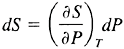 dS = (∂S/∂P)_T dP